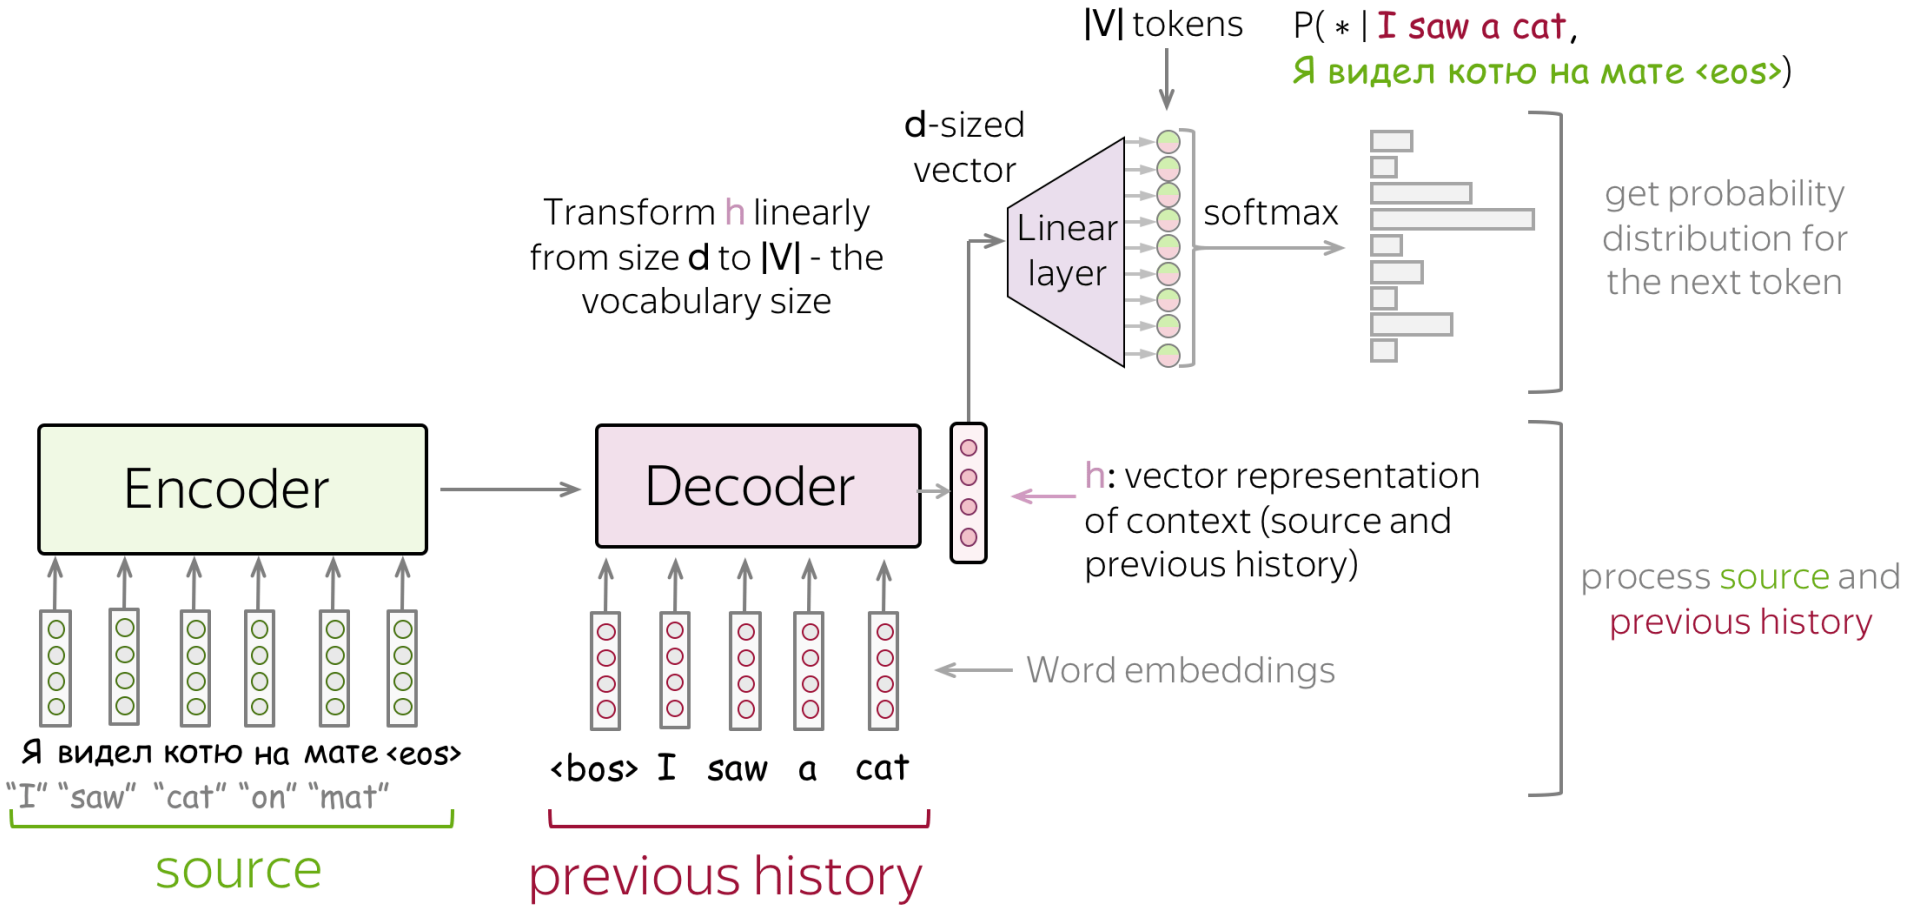 |V| tokens
P( * | I saw a cat,
Я видел котю на мате <eos>)
d-sized
vector
Transform h linearly
from size d to |V| - the
vocabulary size
Linear
layer
softmax
get probability
distribution for
the next token
Encoder
Decoder
h: vector representation
of context (source and
previous history)
process source and
previous history
Word embeddings
Я видел котю на мате <eos>
"I" "saw" "cat" "on" "mat"
<bos> I saw a cat
source
previous history